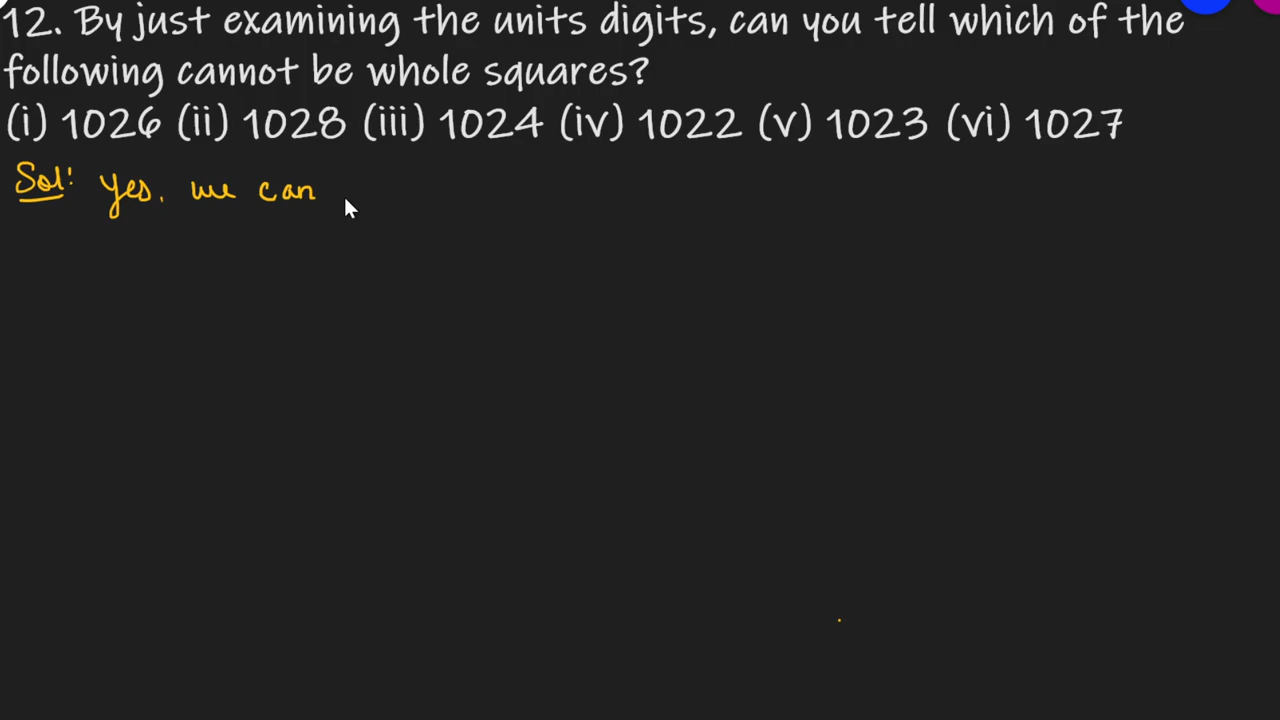 12. By just examining the units digits, can you tell which of the
following cannot be whole squares?
(i) 1026 (ii) 1028 (iii) 1024 (iv) 1022 (v) 1023 (vi) 1027
Sol: Yes, we can